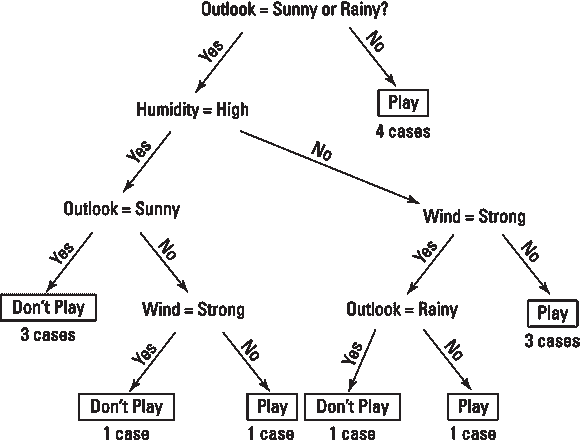 Outlook = Sunny or Rainy?
Yes
No
Humidity = High
Play
4 cases
Yes
No
Outlook = Sunny
Wind = Strong
Yes
No
Yes
No
Don't Play
3 cases
Wind = Strong
Outlook = Rainy
Play
3 cases
Yes
No
Yes
No
Don't Play
Play
Don't Play
Play
1 case
1 case
1 case
1 case